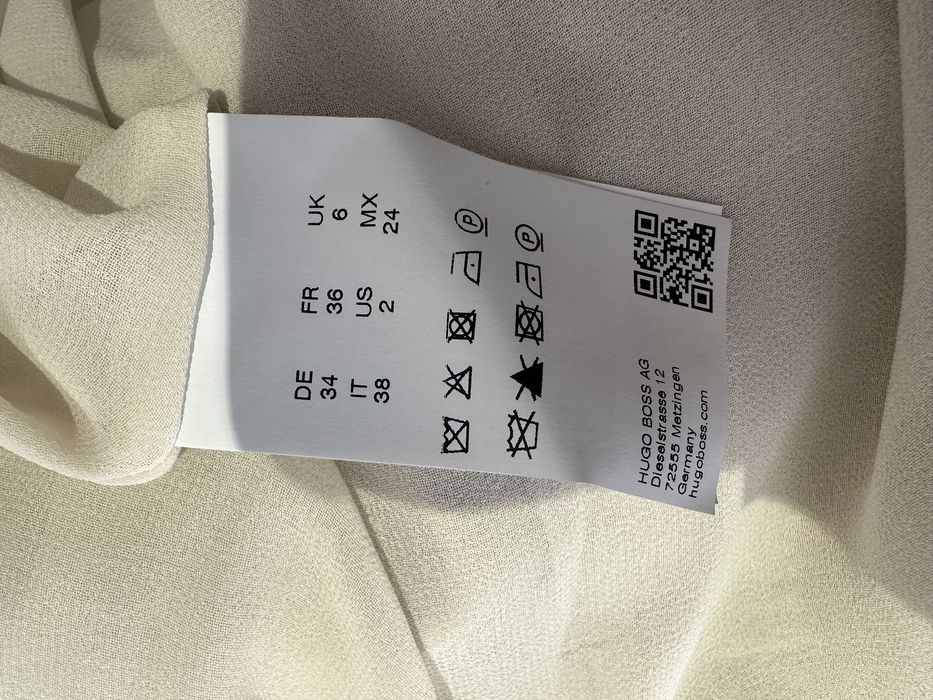 DE FR UK
34 36 6
IT US MX
38 2 24
P
P
HUGO BOSS AG
Dieselstrasse 12
72555 Metzingen
Germany
hugoboss.com